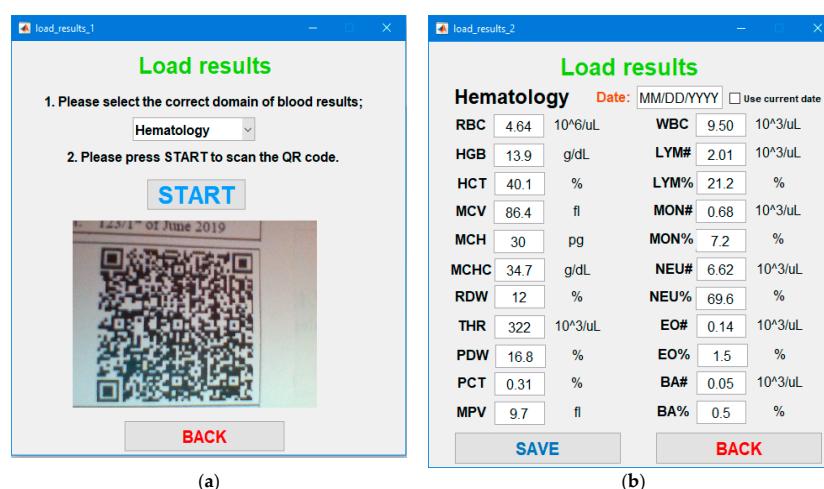 load_results_1
Load results
1. Please select the correct domain of blood results;
Hematology
2. Please press START to scan the QR code.
START
123/1st of June 2019
BACK
(a)
load_results_2
Load results
Hematology Date: MM/DD/YYYY Use current date
RBC 4.64 10^6/uL WBC 9.50 10^3/uL
HGB 13.9 g/dL LYM# 2.01 10^3/uL
HCT 40.1 % LYM% 21.2 %
MCV 86.4 fl MON# 0.68 10^3/uL
MCH 30 pg MON% 7.2 %
MCHC 34.7 g/dL NEU# 6.62 10^3/uL
RDW 12 % NEU% 69.6 %
THR 322 10^3/uL EO# 0.14 10^3/uL
PDW 16.8 % EO% 1.5 %
PCT 0.31 % BA# 0.05 10^3/uL
MPV 9.7 fl BA% 0.5 %
SAVE BACK
(b)